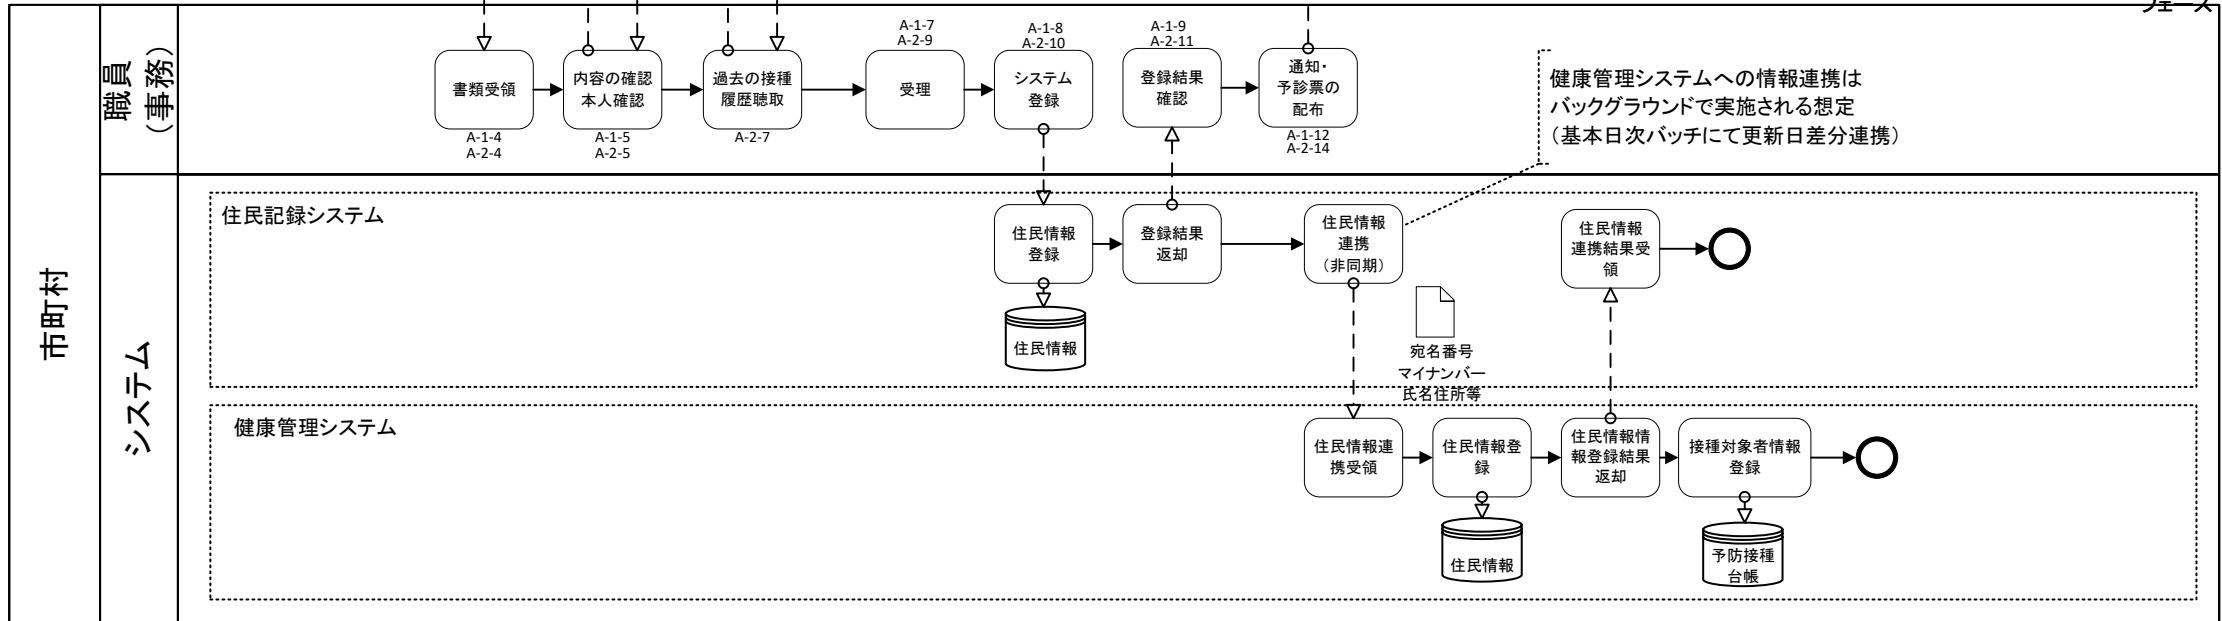 フェーズ
市町村
職員
（事務）
システム
書類受領
A-1-4
A-2-4
内容の確認
本人確認
A-1-5
A-2-5
過去の接種
履歴聴取
A-2-7
A-1-7
A-2-9
受理
A-1-8
A-2-10
システム
登録
A-1-9
A-2-11
登録結果
確認
通知・
予診票の
配布
A-1-12
A-2-14
健康管理システムへの情報連携は
バックグラウンドで実施される想定
（基本日次バッチにて更新日差分連携）
住民記録システム
住民情報
登録
住民情報
登録結果
返却
住民情報
連携
（非同期）
宛名番号
マイナンバー
氏名住所等
住民情報
連携結果受
領
健康管理システム
住民情報連
携受領
住民情報登
録
住民情報
住民情報情
報登録結果
返却
接種対象者情報
登録
予防接種
台帳